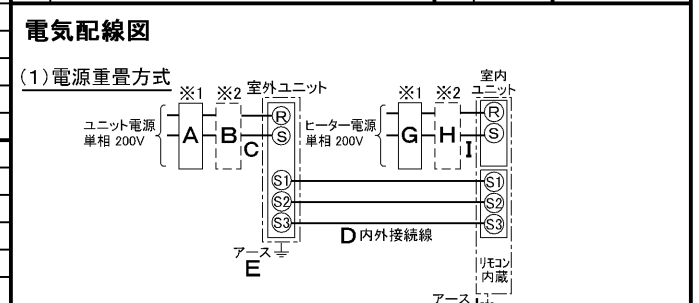 電気配線図
(1)電源重畳方式
※1 ※2 室外ユニット
ユニット電源
単相 200V
A B C
R
S
S1
S2
S3
アース
E
D 内外接続線
※1 ※2 室内
ユニット
ヒーター電源
単相 200V
G H I
R
S
S1
S2
S3
リモコン
内蔵
アース